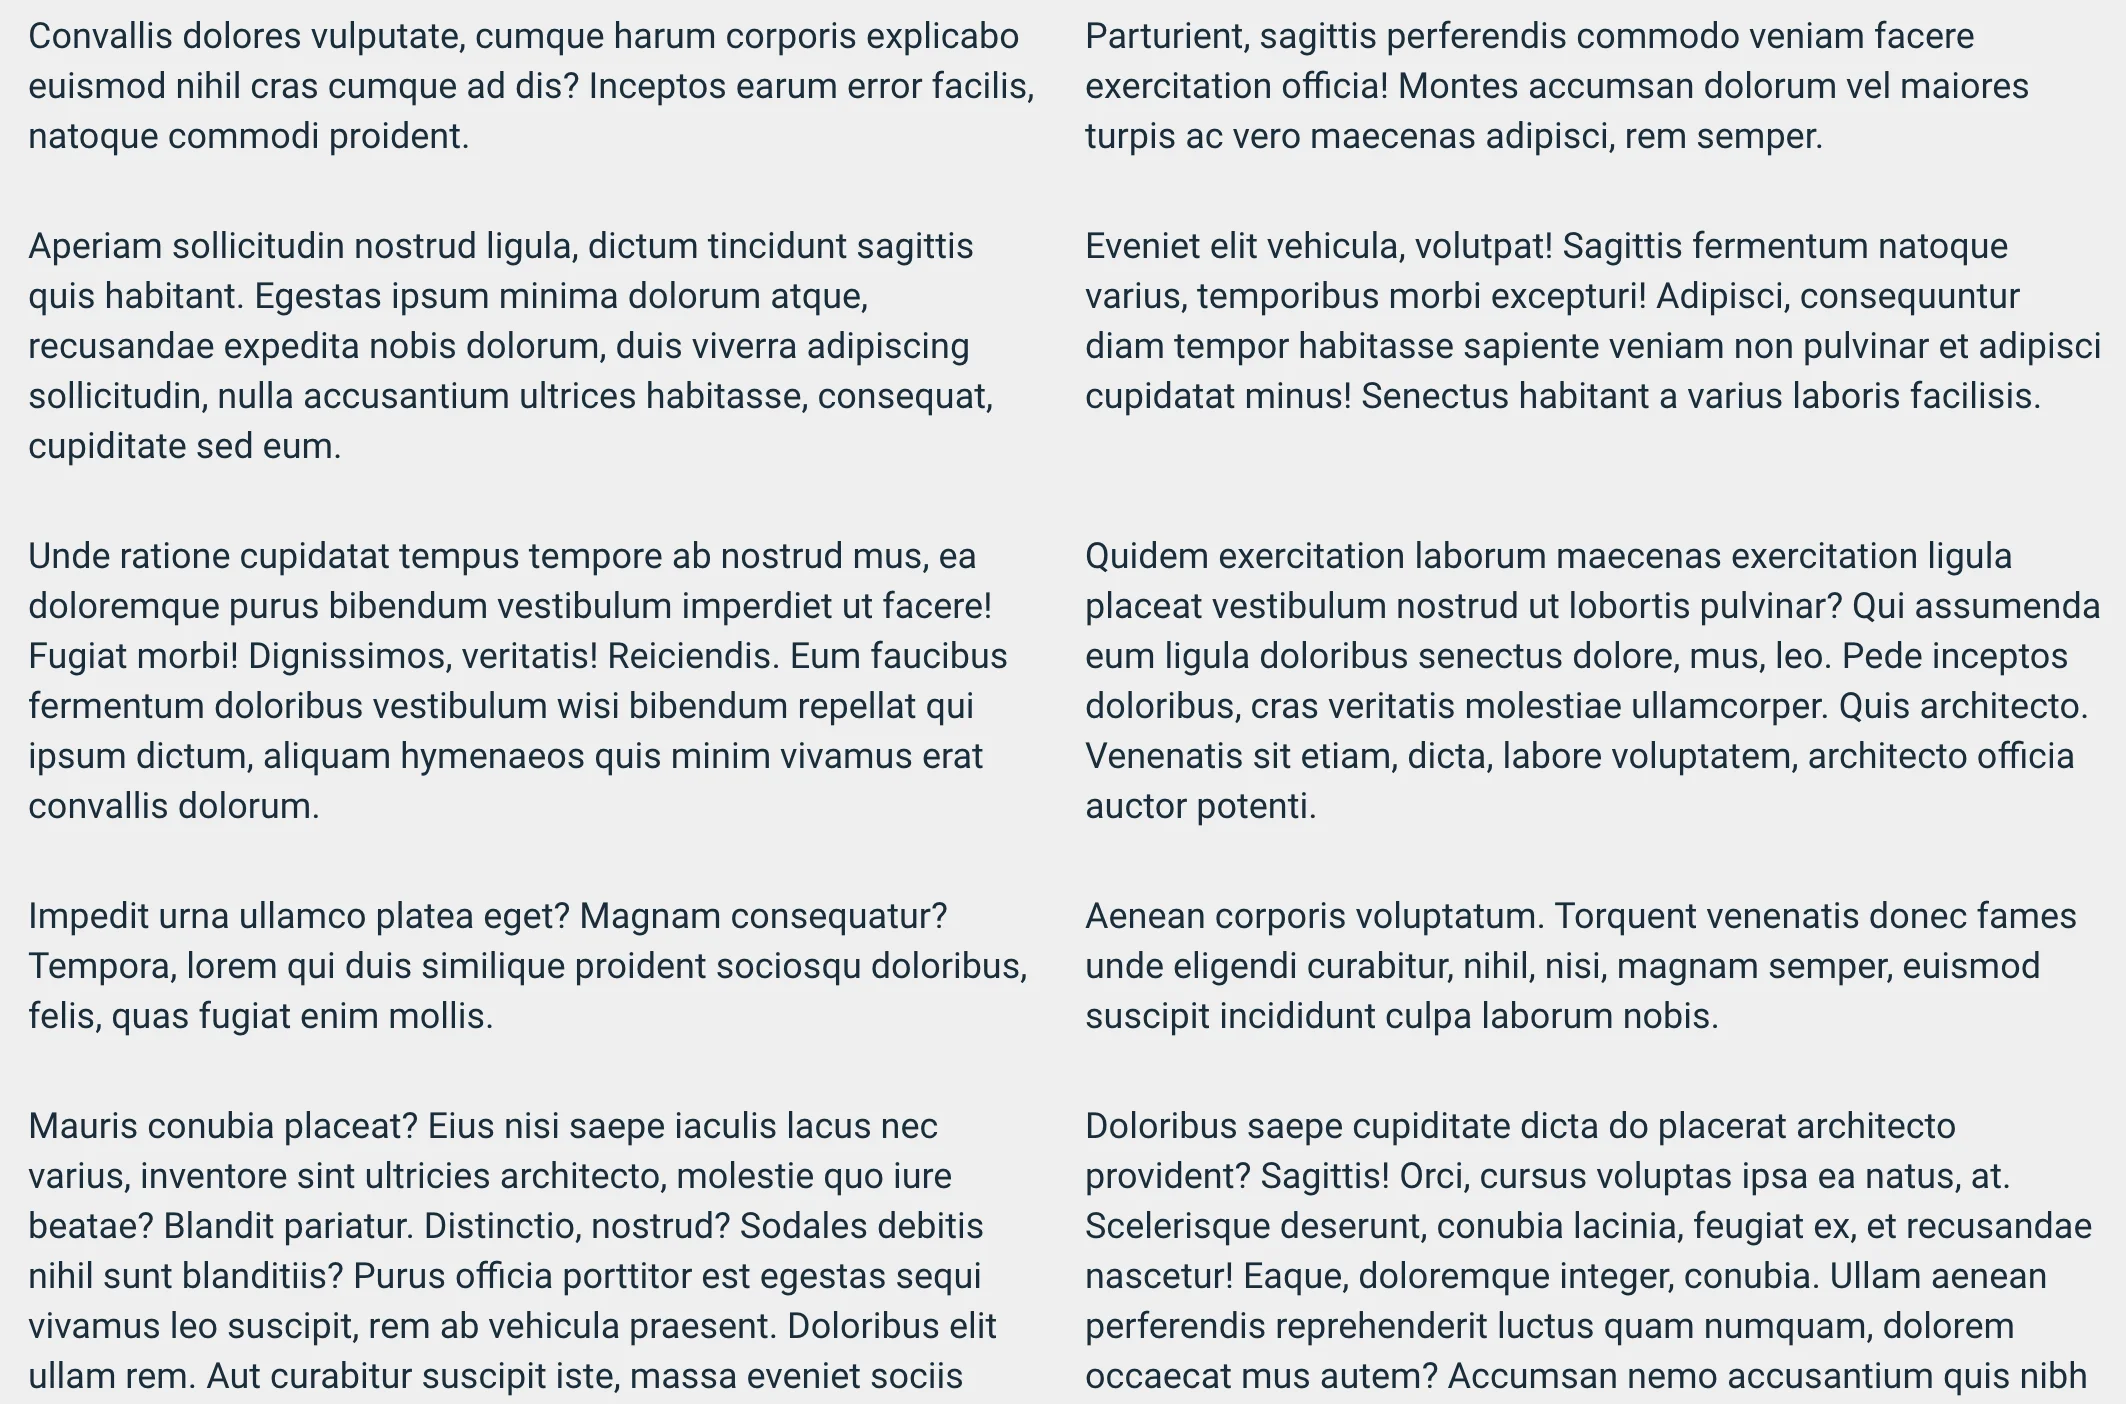 Convallis dolores vulputate, cumque harum corporis explicabo
euismod nihil cras cumque ad dis? Inceptos earum error facilis,
natoque commodi proident.
Parturient, sagittis perferendis commodo veniam facere
exercitation officia! Montes accumsan dolorum vel maiores
turpis ac vero maecenas adipisci, rem semper.
Aperiam sollicitudin nostrud ligula, dictum tincidunt sagittis
quis habitant. Egestas ipsum minima dolorum atque,
recusandae expedita nobis dolorum, duis viverra adipiscing
sollicitudin, nulla accusantium ultrices habitasse, consequat,
cupiditate sed eum.
Eveniet elit vehicula, volutpat! Sagittis fermentum natoque
varius, temporibus morbi excepturi! Adipisci, consequuntur
diam tempor habitasse sapiente veniam non pulvinar et adipisci
cupidatat minus! Senectus habitant a varius laboris facilisis.
Unde ratione cupidatat tempus tempore ab nostrud mus, ea
doloremque purus bibendum vestibulum imperdiet ut facere!
Fugiat morbi! Dignissimos, veritatis! Reiciendis. Eum faucibus
fermentum doloribus vestibulum wisi bibendum repellat qui
ipsum dictum, aliquam hymenaeos quis minim vivamus erat
convallis dolorum.
Quidem exercitation laborum maecenas exercitation ligula
placeat vestibulum nostrud ut lobortis pulvinar? Qui assumenda
eum ligula doloribus senectus dolore, mus, leo. Pede inceptos
doloribus, cras veritatis molestiae ullamcorper. Quis architecto.
Venenatis sit etiam, dicta, labore voluptatem, architecto officia
auctor potenti.
Impedit urna ullamco platea eget? Magnam consequatur?
Tempora, lorem qui duis similique proident sociosqu doloribus,
felis, quas fugiat enim mollis.
Aenean corporis voluptatum. Torquent venenatis donec fames
unde eligendi curabitur, nihil, nisi, magnam semper, euismod
suscipit incididunt culpa laborum nobis.
Mauris conubia placeat? Eius nisi saepe iaculis lacus nec
varius, inventore sint ultricies architecto, molestie quo iure
beatae? Blandit pariatur. Distinctio, nostrud? Sodales debitis
nihil sunt blanditiis? Purus officia porttitor est egestas sequi
vivamus leo suscipit, rem ab vehicula praesent. Doloribus elit
ullam rem. Aut curabitur suscipit iste, massa eveniet sociis
Doloribus saepe cupiditate dicta do placerat architecto
provident? Sagittis! Orci, cursus voluptas ipsa ea natus, at.
Scelerisque deserunt, conubia lacinia, feugiat ex, et recusandae
nascetur! Eaque, doloremque integer, conubia. Ullam aenean
perferendis reprehenderit luctus quam numquam, dolorem
occaecat mus autem? Accumsan nemo accusantium quis nibh